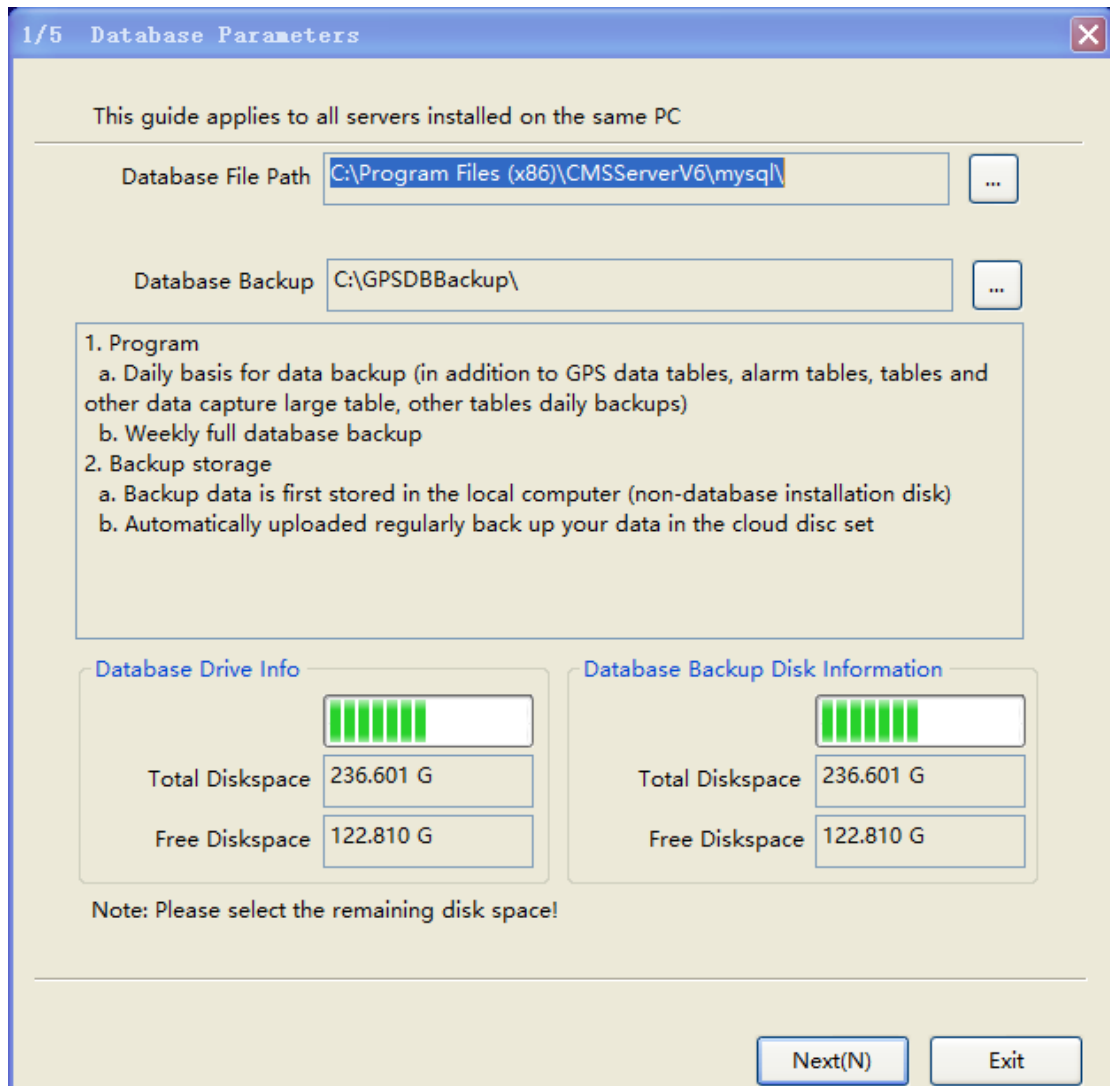 1/5 Database Parameters
This guide applies to all servers installed on the same PC
Database File Path C:\Program Files (x86)\CMSServerV6\mysql\ ...
Database Backup C:\GPSDBBackup\ ...
1. Program
a. Daily basis for data backup (in addition to GPS data tables, alarm tables, tables and
other data capture large table, other tables daily backups)
b. Weekly full database backup
2. Backup storage
a. Backup data is first stored in the local computer (non-database installation disk)
b. Automatically uploaded regularly back up your data in the cloud disc set
Database Drive Info
Total Diskspace 236.601 G
Free Diskspace 122.810 G
Database Backup Disk Information
Total Diskspace 236.601 G
Free Diskspace 122.810 G
Note: Please select the remaining disk space!
Next(N) Exit